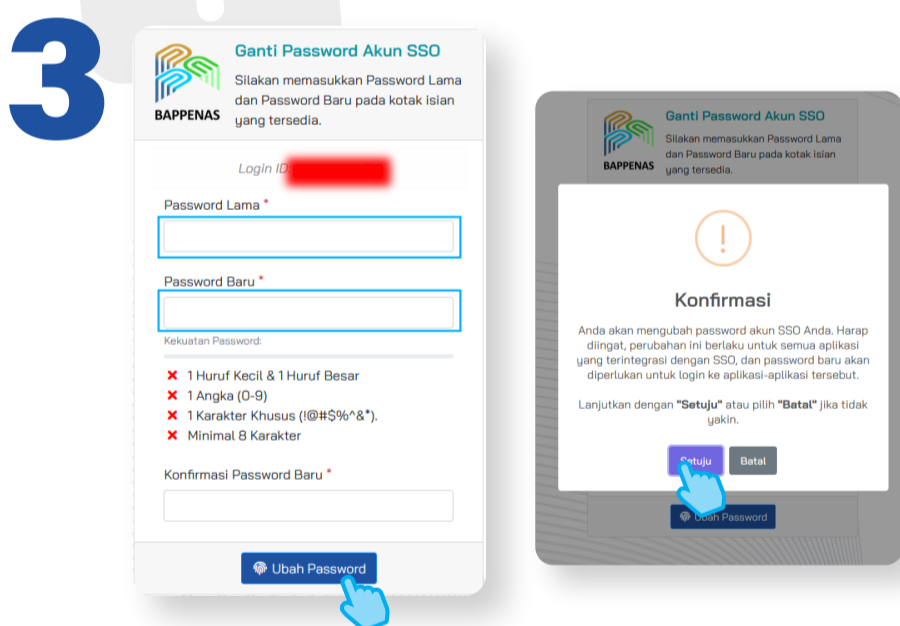 3
Ganti Password Akun SSO
Silakan memasukkan Password Lama
dan Password Baru pada kotak isian
yang tersedia.
BAPPENAS
Login ID:
Password Lama *
Password Baru *
Kekuatan Password:
1 Huruf Kecil & 1 Huruf Besar
1 Angka (0-9)
1 Karakter Khusus (!@#$%^&*).
Minimal 8 Karakter
Konfirmasi Password Baru *
Ubah Password
Ganti Password Akun SSO
Silakan memasukkan Password Lama
dan Password Baru pada kotak isian
yang tersedia.
BAPPENAS
Konfirmasi
Anda akan mengubah password akun SSO Anda. Harap
diingat, perubahan ini berlaku untuk semua aplikasi
yang terintegrasi dengan SSO, dan password baru akan
diperlukan untuk login ke aplikasi-aplikasi tersebut.
Lanjutkan dengan "Setuju" atau pilih "Batal" jika tidak
yakin.
Setuju
Batal
Ubah Password